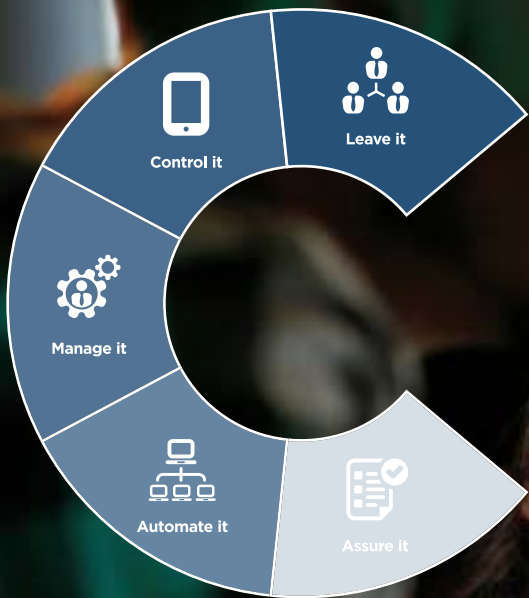 Leave it
Control it
Manage it
Automate it
Assure it